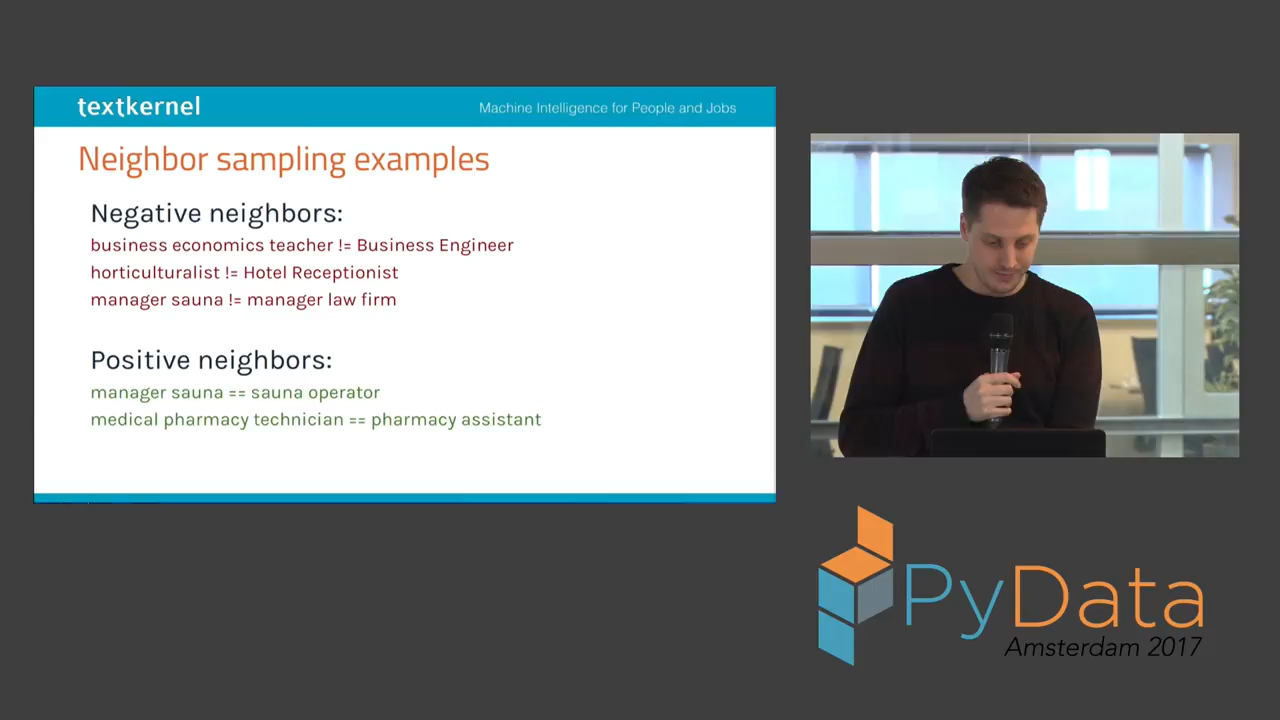 textkernel
Machine Intelligence for People and Jobs
Neighbor sampling examples
Negative neighbors:
business economics teacher != Business Engineer
horticulturalist != Hotel Receptionist
manager sauna != manager law firm
Positive neighbors:
manager sauna == sauna operator
medical pharmacy technician == pharmacy assistant
PyData
Amsterdam 2017